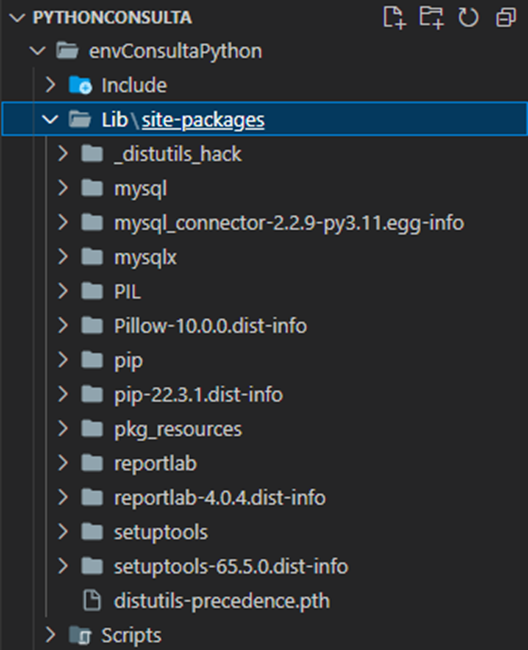 PYTHONCONSULTA
envConsultaPython
Include
Lib\site-packages
_distutils_hack
mysql
mysql_connector-2.2.9-py3.11.egg-info
mysqlx
PIL
Pillow-10.0.0.dist-info
pip
pip-22.3.1.dist-info
pkg_resources
reportlab
reportlab-4.0.4.dist-info
setuptools
setuptools-65.5.0.dist-info
distutils-precedence.pth
Scripts